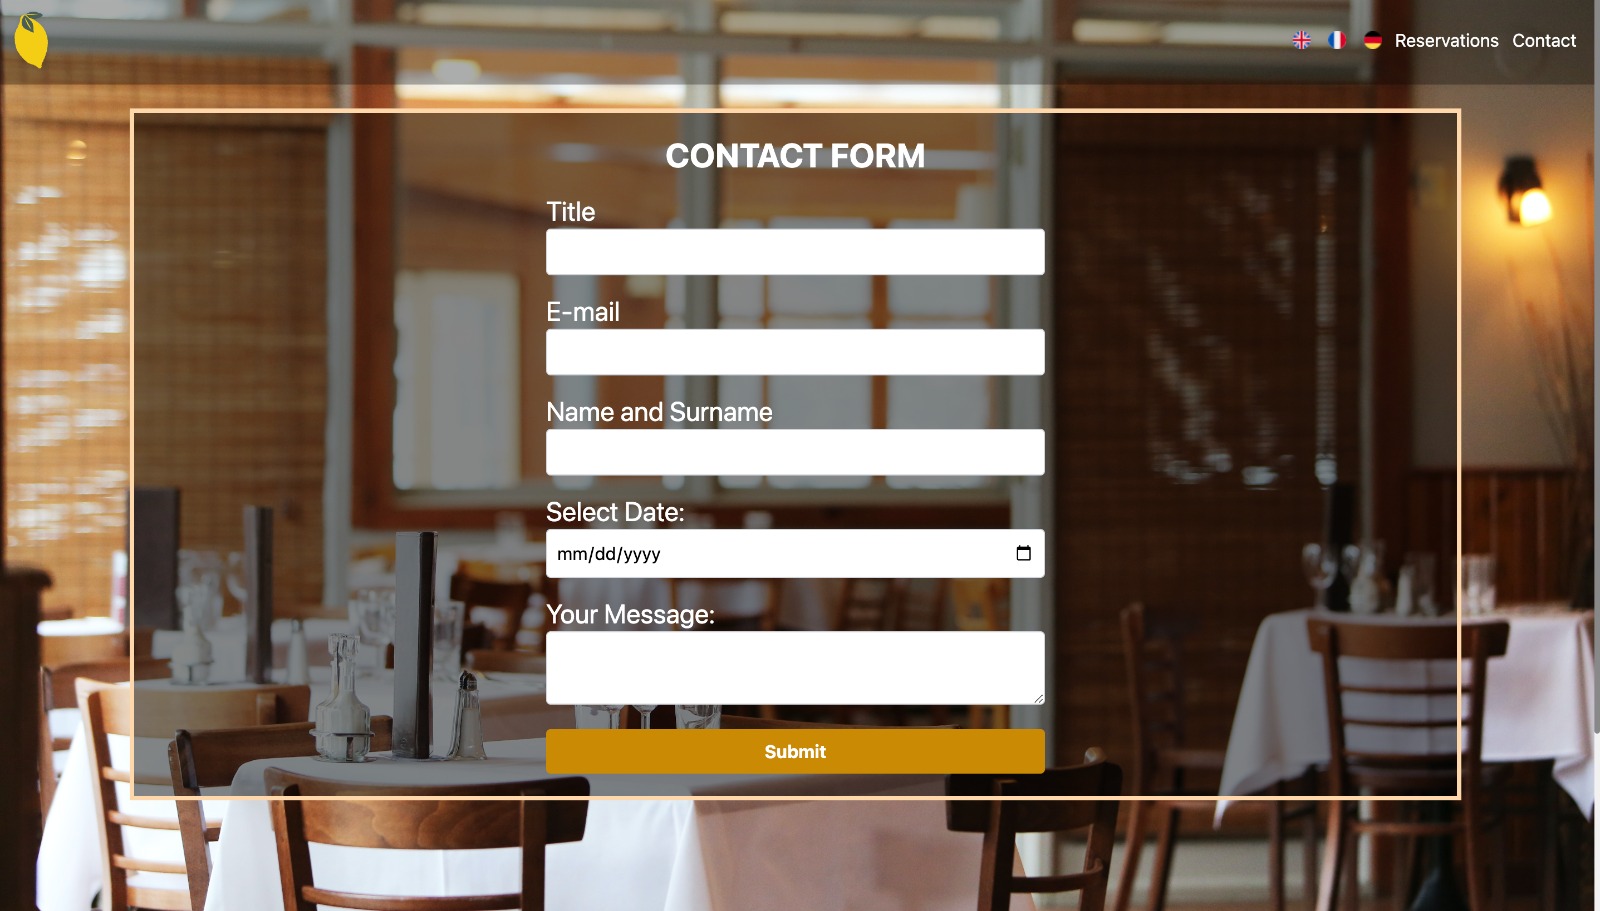 Reservations Contact
CONTACT FORM
Title
E-mail
Name and Surname
Select Date:
mm/dd/yyyy
Your Message:
Submit